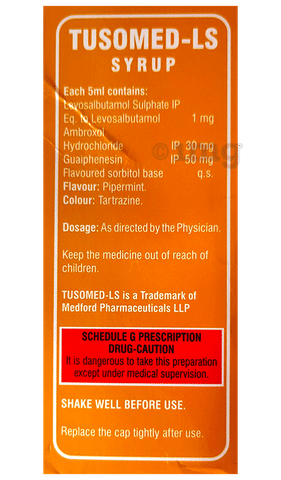 TUSOMED-LS
SYRUP
Each 5ml contains:
Levosalbutamol Sulphate IP
Eq. to Levosalbutamol 1 mg
Ambroxol
Hydrochloride IP 30 mg
Guaiphenesin IP 50 mg
Flavoured sorbitol base q.s.
Flavour: Pipermint.
Colour: Tartrazine.
Dosage: As directed by the Physician.
Keep the medicine out of reach of
children.
TUSOMED-LS is a Trademark of
Medford Pharmaceuticals LLP
SCHEDULE G PRESCRIPTION
DRUG-CAUTION
It is dangerous to take this preparation
except under medical supervision
SHAKE WELL BEFORE USE.
Replace the cap tightly after use.